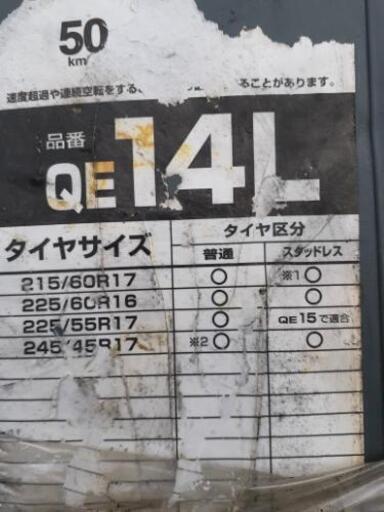 50
km
速度超過や連続空転をする
ることがあります。
品番
QE14L
タイヤサイズ
タイヤ区分
普通
スタッドレス
215/60R17 ○ ※1○
225/60R16 ○ ○
225/55R17 ○ QE15で適合
245/45R17 ※2○ ○